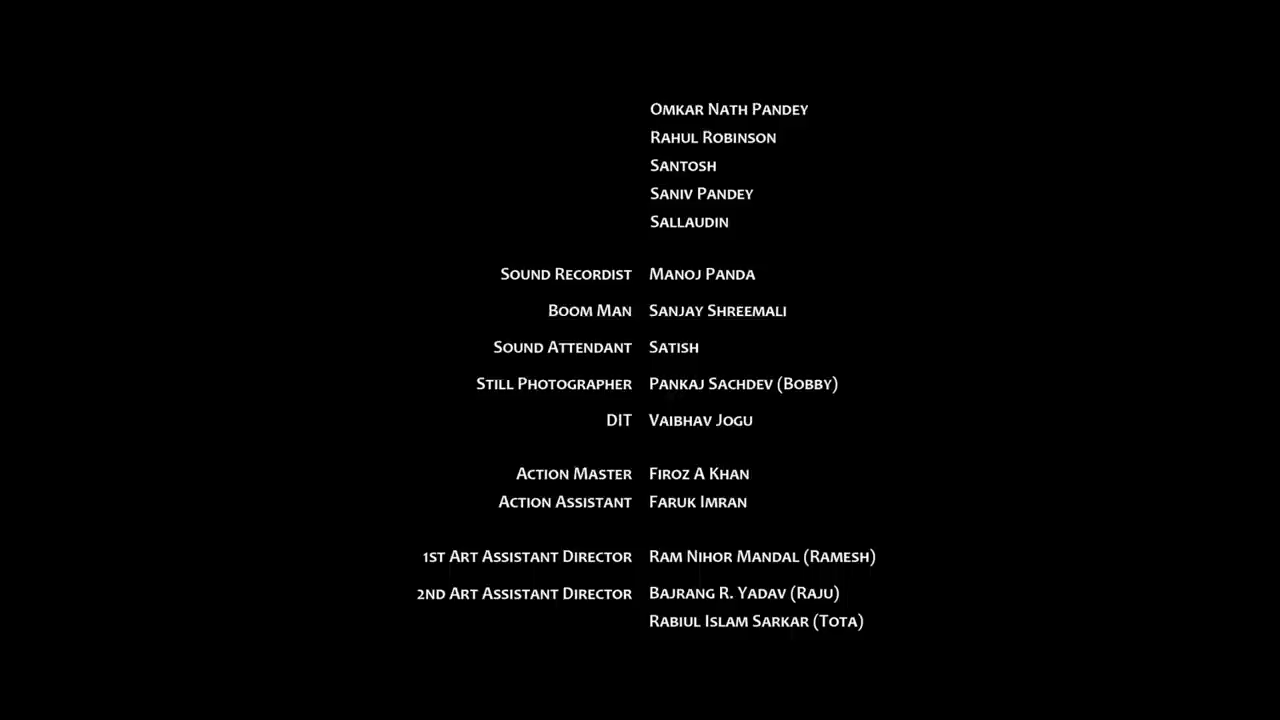 Omkar Nath Pandey
Rahul Robinson
Santosh
Saniv Pandey
Sallaudin
Sound Recordist Manoj Panda
Boom Man Sanjay Shreemali
Sound Attendant Satish
Still Photographer Pankaj Sachdev (Bobby)
DIT Vaibhav Jogu
Action Master Firoz A Khan
Action Assistant Faruk Imran
1st Art Assistant Director Ram Nihor Mandal (Ramesh)
2nd Art Assistant Director Bajrang R. Yadav (Raju)
Rabiul Islam Sarkar (Tota)